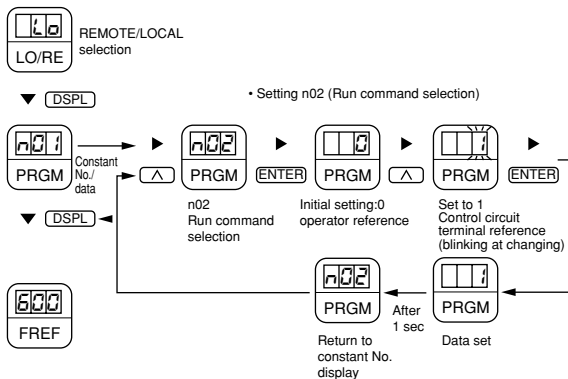 Lo
LO/RE
REMOTE/LOCAL
selection
DSPL
• Setting n02 (Run command selection)
n01
PRGM
Constant
No./
data
n02
PRGM
ENTER
0
PRGM
1
PRGM
ENTER
n02
Run command
selection
Initial setting:0
operator reference
Set to 1
Control circuit
terminal reference
(blinking at changing)
DSPL
600
FREF
n02
PRGM
After
1 sec
1
PRGM
Return to
constant No.
display
Data set